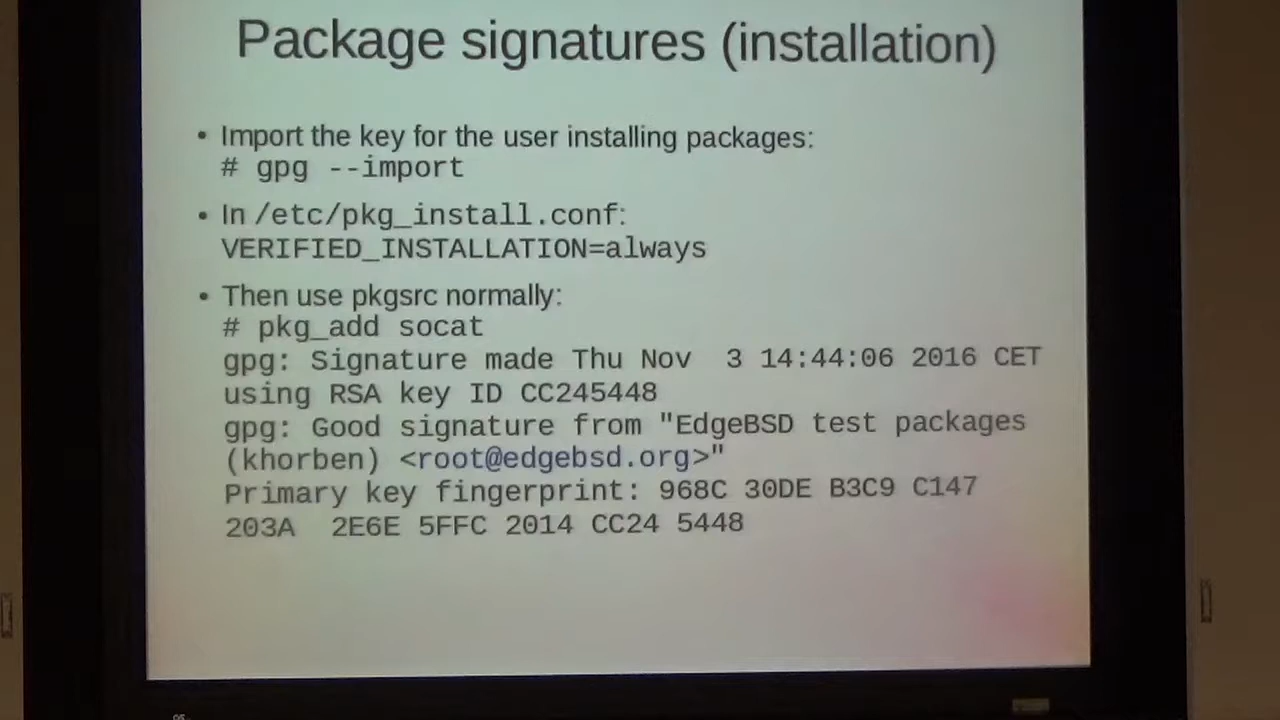 Package signatures (installation)
• Import the key for the user installing packages:
# gpg --import
• In /etc/pkg_install.conf:
VERIFIED_INSTALLATION=always
• Then use pkgsrc normally:
# pkg_add socat
gpg: Signature made Thu Nov  3 14:44:06 2016 CET
using RSA key ID CC245448
gpg: Good signature from "EdgeBSD test packages
(khorben) <root@edgebsd.org>"
Primary key fingerprint: 968C 30DE B3C9 C147
203A  2E6E 5FFC 2014 CC24 5448